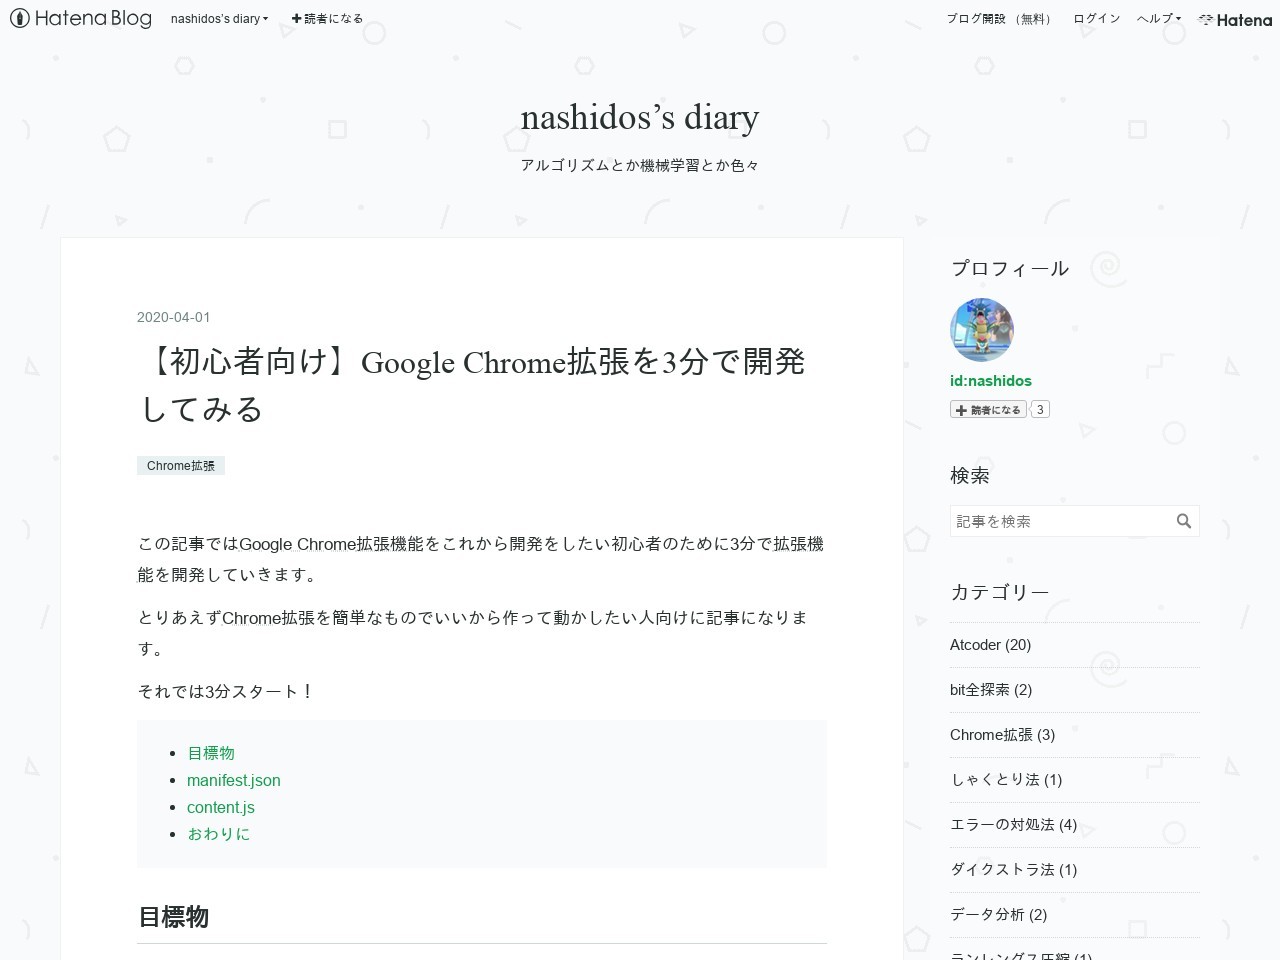 Hatena Blog
nashidos's diary
読者になる
ブログ開設 (無料)
ログイン
ヘルプ
Hatena
nashidos’s diary
アルゴリズムとか機械学習とか色々
2020-04-01
【初心者向け】Google Chrome拡張を3分で開発
してみる
Chrome拡張
この記事ではGoogle Chrome拡張機能をこれから開発をしたい初心者のために3分で拡張機
能を開発していきます。
とりあえずChrome拡張を簡単なものでいいから作って動かしたい人向けに記事になりま
す。
それでは3分スタート！
目標物
manifest.json
content.js
おわりに
目標物
プロフィール
id:nashidos
読者になる 3
検索
記事を検索
カテゴリー
Atcoder (20)
bit全探索 (2)
Chrome拡張 (3)
しゃくとり法 (1)
エラーの対処法 (4)
ダイクストラ法 (1)
データ分析 (2)
ランレングス圧縮 (1)